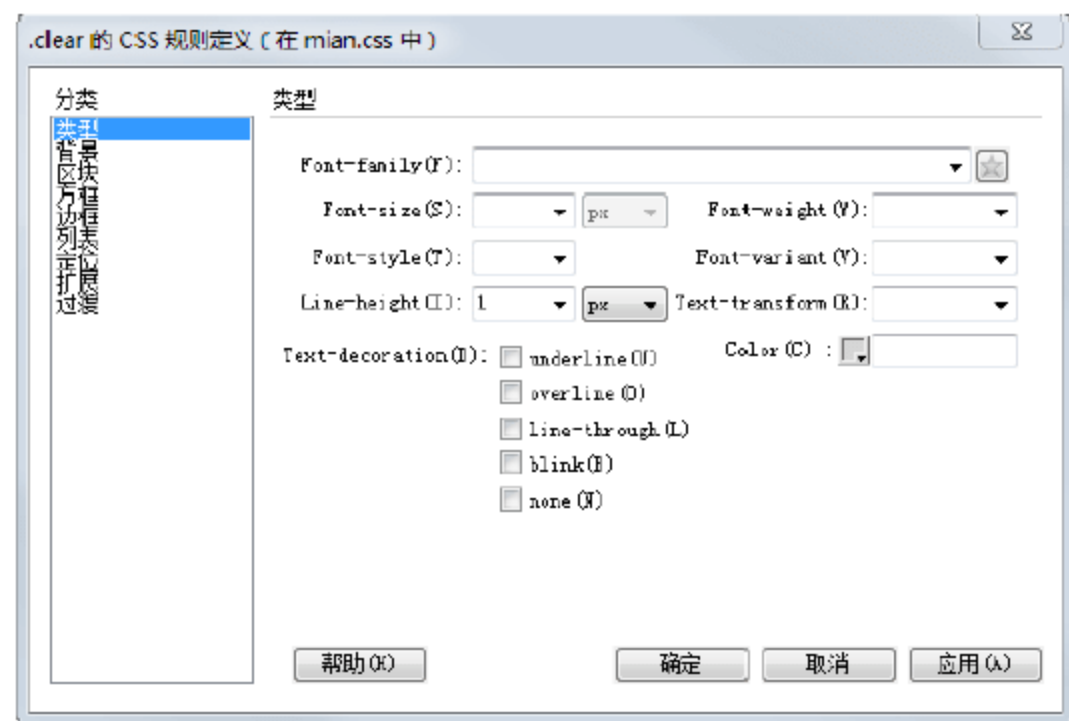 .clear 的 CSS 规则定义 ( 在 mian.css 中 )
分类
类型
类型
背景
区块
方框
边框
列表
定位
扩展
过渡
Font-family(F):
Font-size(S): px Font-weight(W):
Font-style(T): Font-variant(V):
Line-height(I): 1 px Text-transform(R):
Text-decoration(D): underline(U) Color(C) :
overline(O)
line-through(L)
blink(B)
none(N)
帮助(H) 确定 取消 应用(A)